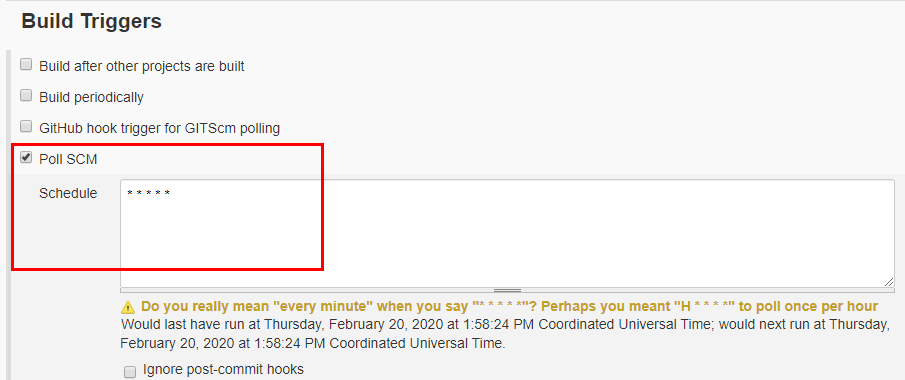 Build Triggers
Build after other projects are built
Build periodically
GitHub hook trigger for GITScm polling
Poll SCM
Schedule
* * * * *
Do you really mean "every minute" when you say "* * * * *"? Perhaps you meant "H * * * *" to poll once per hour
Would last have run at Thursday, February 20, 2020 at 1:58:24 PM Coordinated Universal Time; would next run at Thursday,
February 20, 2020 at 1:58:24 PM Coordinated Universal Time.
Ignore post-commit hooks